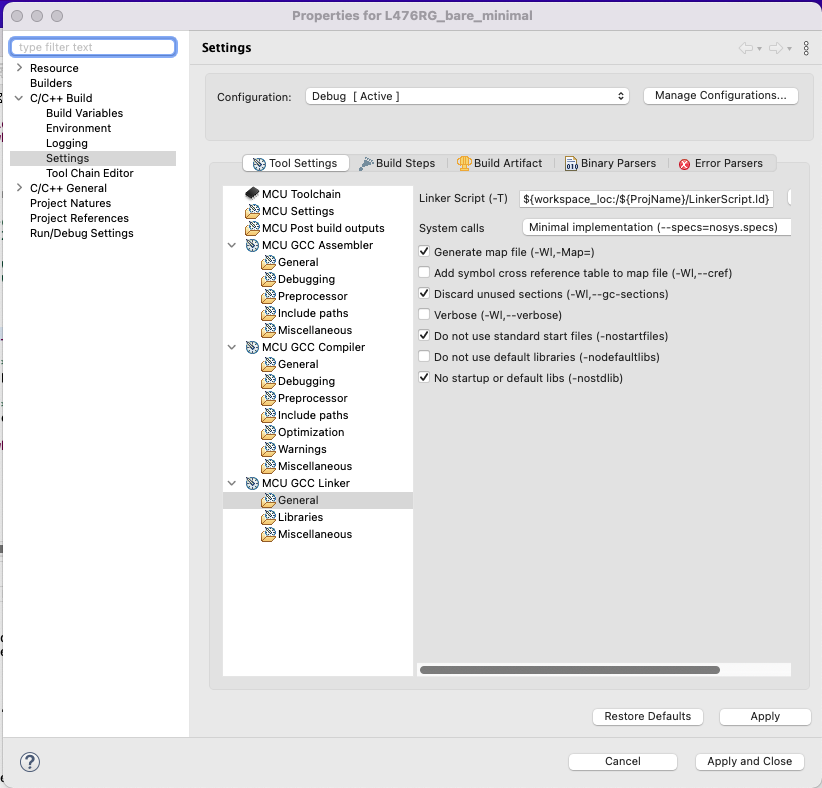 Properties for L476RG_bare_minimal
type filter text
Resource
Builders
C/C++ Build
Build Variables
Environment
Logging
Settings
Tool Chain Editor
C/C++ General
Project Natures
Project References
Run/Debug Settings
Settings
Configuration:
Debug [ Active ]
Manage Configurations...
Tool Settings
Build Steps
Build Artifact
Binary Parsers
Error Parsers
MCU Toolchain
MCU Settings
MCU Post build outputs
MCU GCC Assembler
General
Debugging
Preprocessor
Include paths
Miscellaneous
MCU GCC Compiler
General
Debugging
Preprocessor
Include paths
Optimization
Warnings
Miscellaneous
MCU GCC Linker
General
Libraries
Miscellaneous
Linker Script (-T)
${workspace_loc:/${ProjName}/LinkerScript.ld}
System calls
Minimal implementation (--specs=nosys.specs)
Generate map file (-Wl,-Map=)
Add symbol cross reference table to map file (-Wl,--cref)
Discard unused sections (-Wl,--gc-sections)
Verbose (-Wl,--verbose)
Do not use standard start files (-nostartfiles)
Do not use default libraries (-nodefaultlibs)
No startup or default libs (-nostdlib)
Restore Defaults
Apply
?
Cancel
Apply and Close